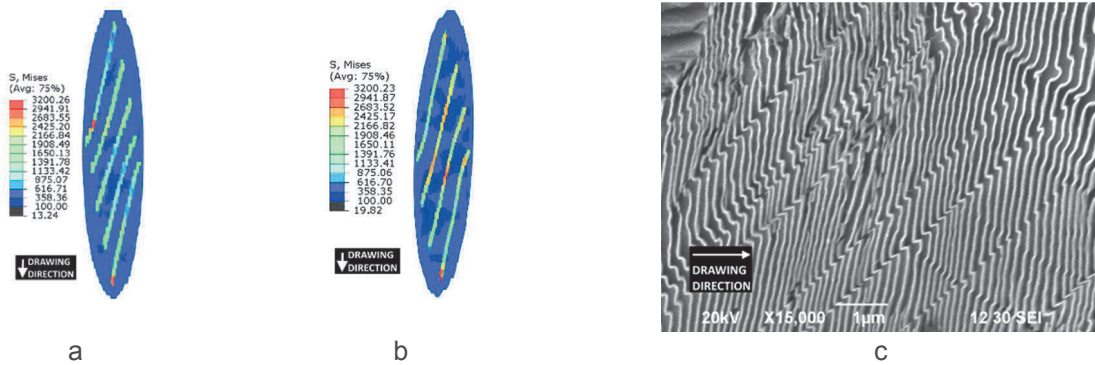 S, Mises
(Avg: 75%)
3200.26
2941.91
2683.55
2425.20
2166.84
1908.49
1650.13
1391.78
1133.42
875.07
616.71
358.36
100.00
13.24
DRAWING
DIRECTION
a
S, Mises
(Avg: 75%)
3200.23
2941.87
2683.52
2425.17
2166.82
1908.46
1650.11
1391.76
1133.41
875.06
616.70
358.35
100.00
19.82
DRAWING
DIRECTION
b
DRAWING
DIRECTION
20kV X15,000 1µm 12 30 SEI
c